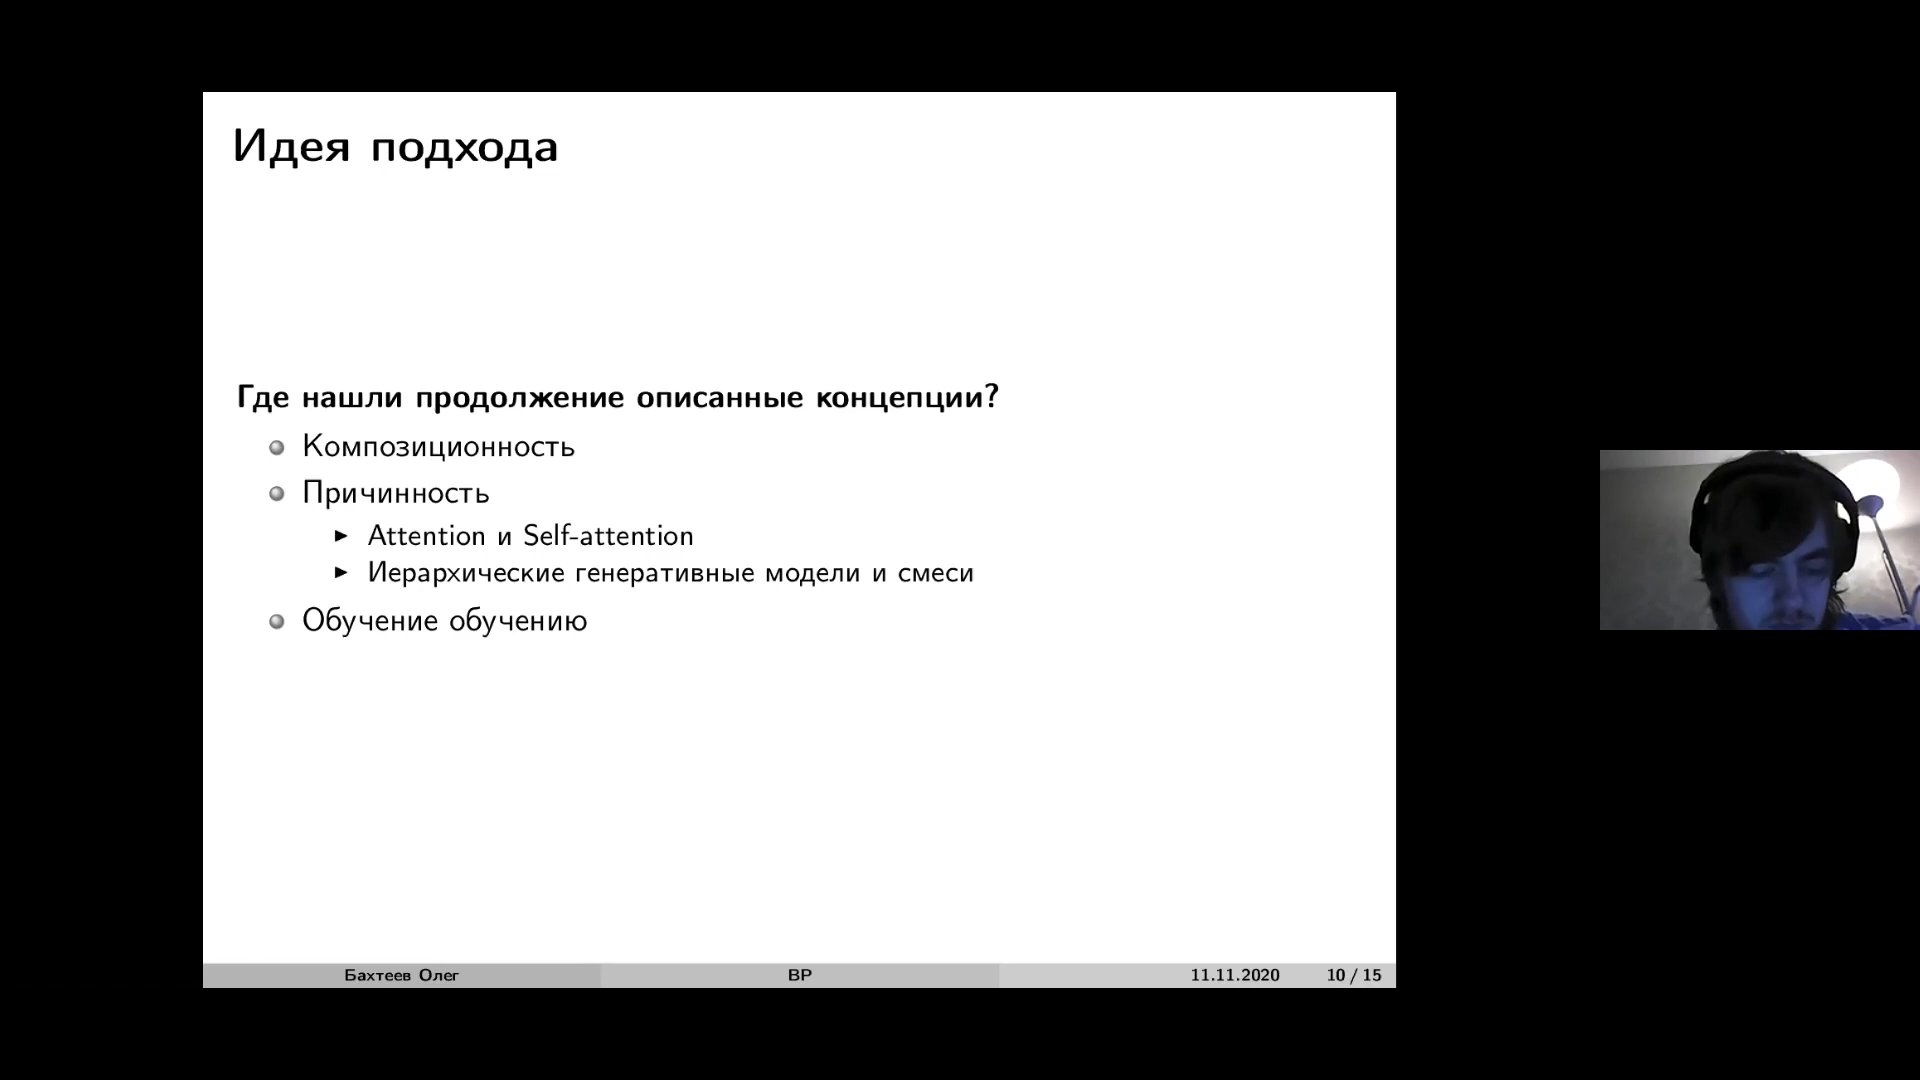 Идея подхода
Где нашли продолжение описанные концепции?
Композиционность
Причинность
Attention и Self-attention
Иерархические генеративные модели и смеси
Обучение обучению
Бахтеев Олег
BP
11.11.2020
10 / 15